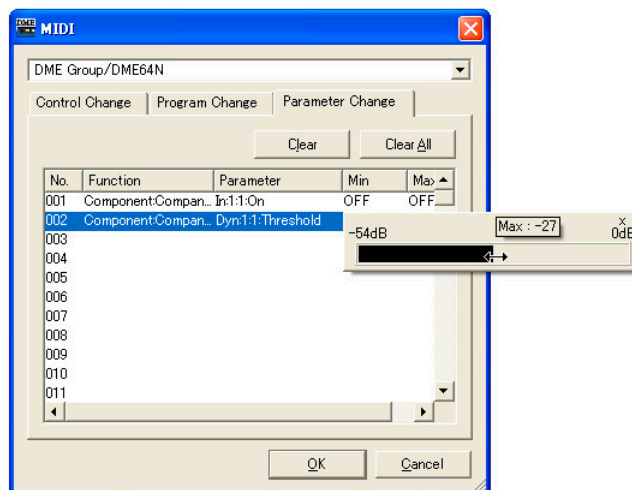 DME MIDI
DME Group/DME64N
Control Change Program Change Parameter Change
Clear Clear All
No. Function Parameter Min Max
001 Component:Compan... In:1:1:On OFF OFF
002 Component:Compan... Dyn:1:1:Threshold
-54dB Max : -27 x 0dB
003
004
005
006
007
008
009
010
011
OK Cancel